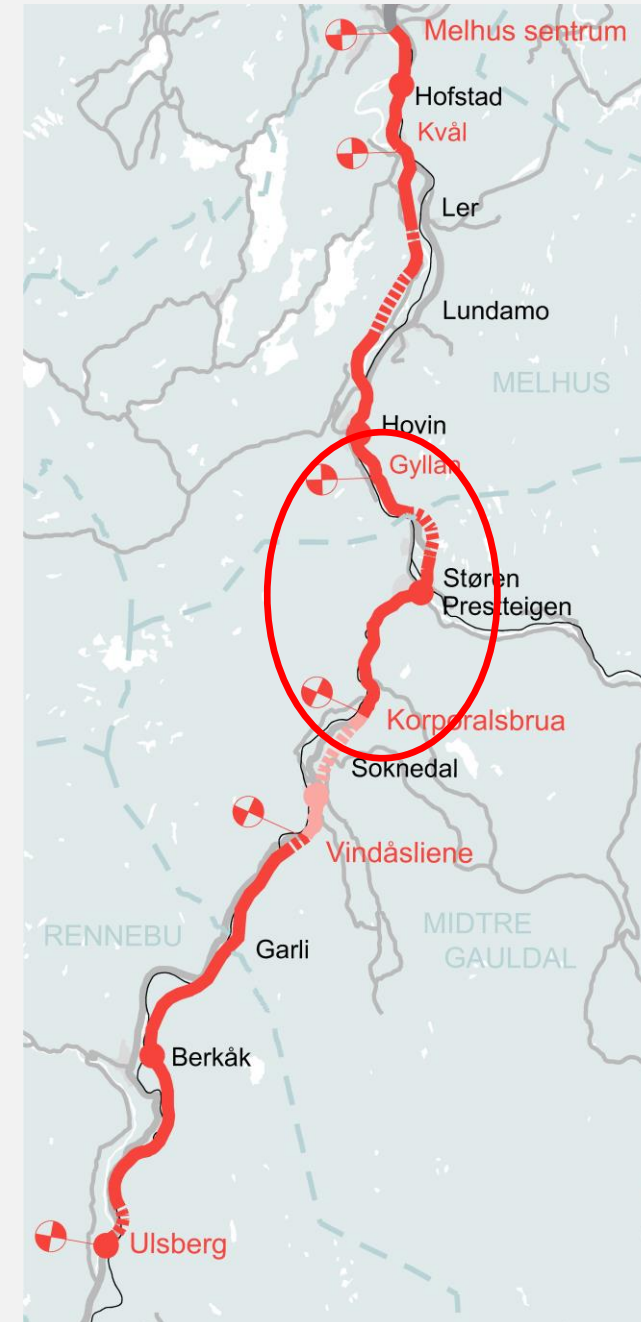 Melhus sentrum
Hofstad
Kvål
Ler
Lundamo
MELHUS
Hovin
Gyllan
Støren
Prestteigen
Korporalsbrua
Soknedal
Vindåsliene
RENNEBU
MIDTRE
GAULDAL
Garli
Berkåk
Ulsberg